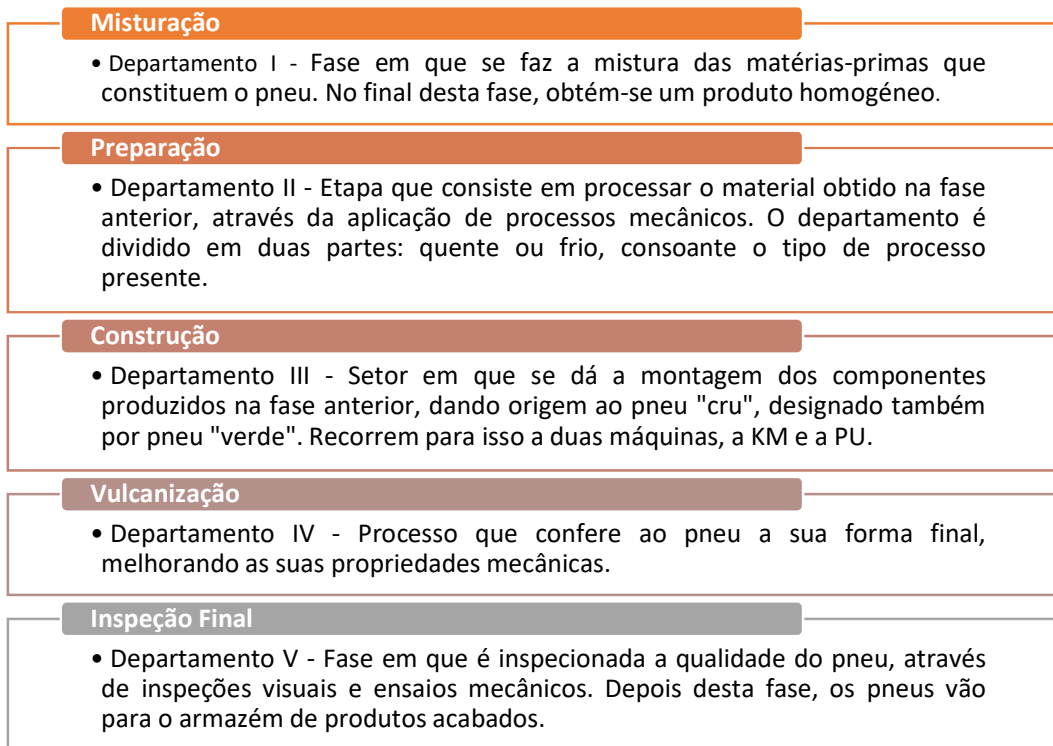 Misturação
• Departamento I - Fase em que se faz a mistura das matérias-primas que
constituem o pneu. No final desta fase, obtém-se um produto homogéneo.
Preparação
• Departamento II - Etapa que consiste em processar o material obtido na fase
anterior, através da aplicação de processos mecânicos. O departamento é
dividido em duas partes: quente ou frio, consoante o tipo de processo
presente.
Construção
• Departamento III - Setor em que se dá a montagem dos componentes
produzidos na fase anterior, dando origem ao pneu "cru", designado também
por pneu "verde". Recorrem para isso a duas máquinas, a KM e a PU.
Vulcanização
• Departamento IV - Processo que confere ao pneu a sua forma final,
melhorando as suas propriedades mecânicas.
Inspeção Final
• Departamento V - Fase em que é inspecionada a qualidade do pneu, através
de inspeções visuais e ensaios mecânicos. Depois desta fase, os pneus vão
para o armazém de produtos acabados.